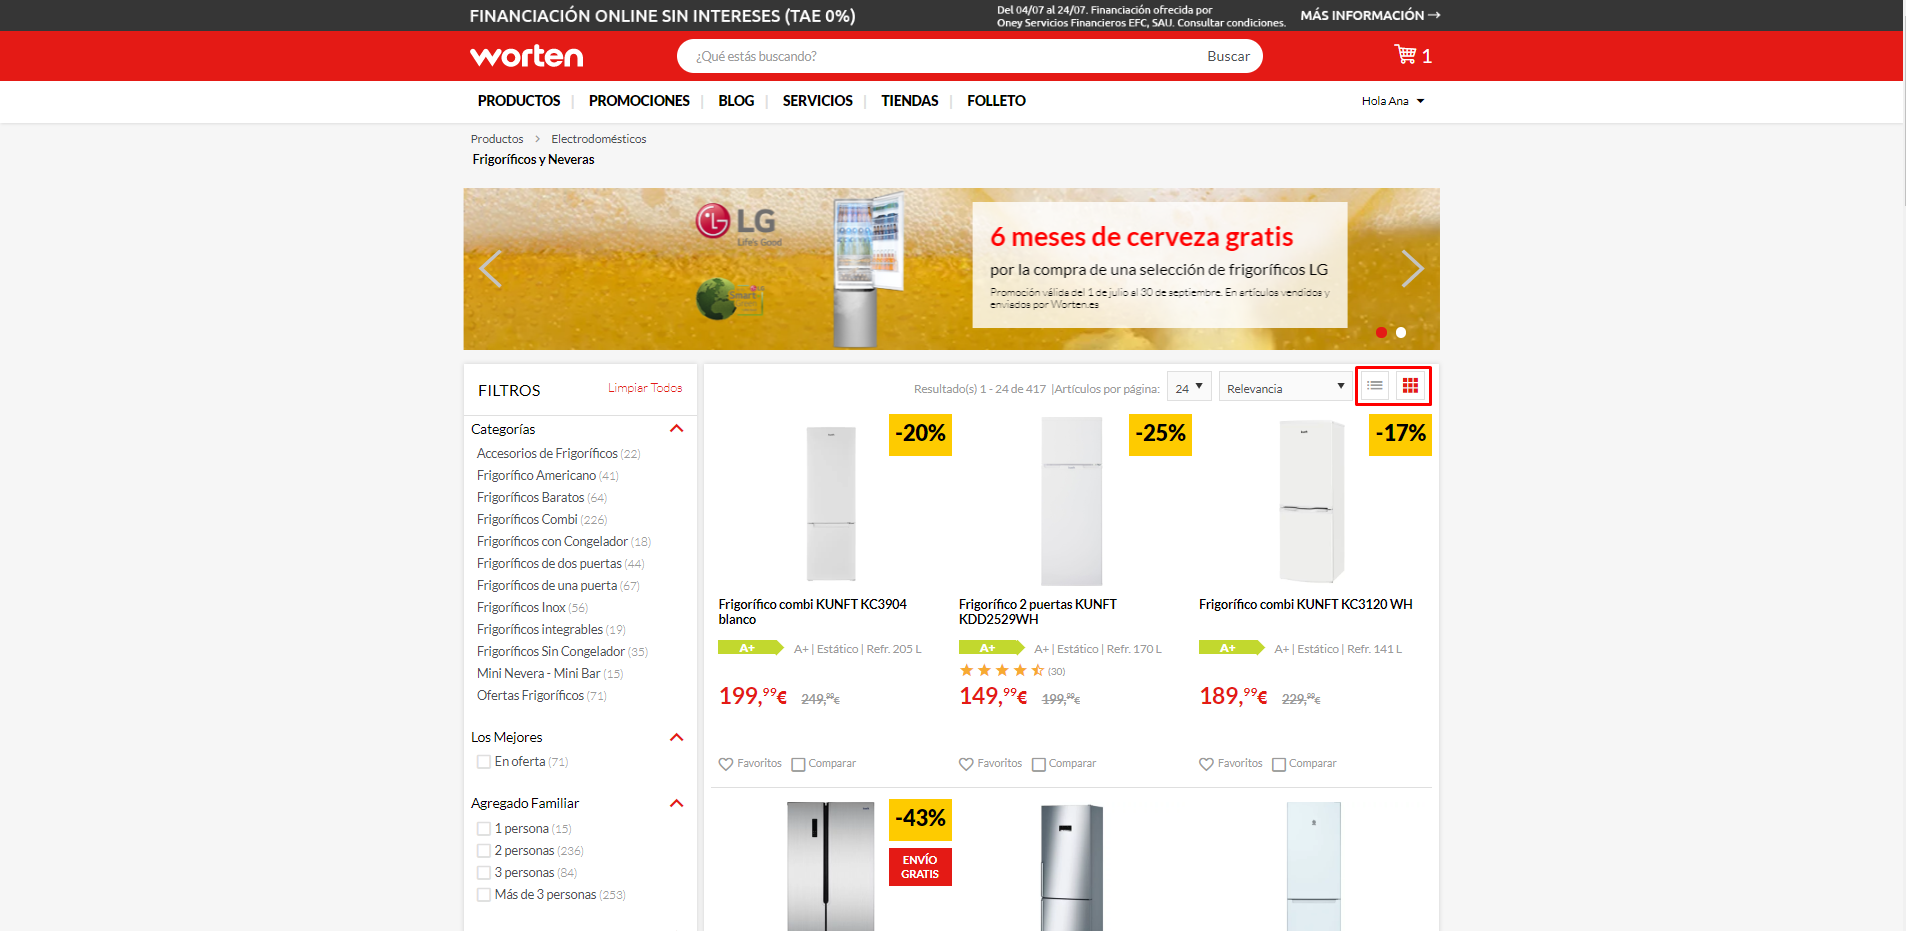 FINANCIACIÓN ONLINE SIN INTERESES (TAE 0%)
Del 04/07 al 24/07. Financiación ofrecida por
Oney Servicios Financieros EFC, SAU. Consultar condiciones.
MÁS INFORMACIÓN →
worten
¿Qué estás buscando?
Buscar
1
PRODUCTOS | PROMOCIONES | BLOG | SERVICIOS | TIENDAS | FOLLETO
Hola Ana
Productos > Electrodomésticos
Frigoríficos y Neveras
LG
Life's Good
Smart
6 meses de cerveza gratis
por la compra de una selección de frigoríficos LG
Promoción válida del 1 de julio al 30 de septiembre. En artículos vendidos y
enviados por Worten.es
FILTROS
Limpiar Todos
Categorías
Accesorios de Frigoríficos (22)
Frigorífico Americano (41)
Frigoríficos Baratos (64)
Frigoríficos Combi (226)
Frigoríficos con Congelador (18)
Frigoríficos de dos puertas (44)
Frigoríficos de una puerta (67)
Frigoríficos Inox (56)
Frigoríficos integrables (19)
Frigoríficos Sin Congelador (35)
Mini Nevera - Mini Bar (15)
Ofertas Frigoríficos (71)
Los Mejores
En oferta (71)
Agregado Familiar
1 persona (15)
2 personas (236)
3 personas (84)
Más de 3 personas (253)
Resultado(s) 1 - 24 de 417 |Artículos por página:
24
Relevancia
-20%
Frigorífico combi KUNFT KC3904
blanco
A+
A+ | Estático | Refr. 205 L
199,99€ 249,99€
Favoritos
Comparar
-25%
Frigorífico 2 puertas KUNFT
KDD2529WH
A+
A+ | Estático | Refr. 170 L
(30)
149,99€ 199,99€
Favoritos
Comparar
-17%
Frigorífico combi KUNFT KC3120 WH
A+
A+ | Estático | Refr. 141 L
189,99€ 229,99€
Favoritos
Comparar
-43%
ENVÍO
GRATIS